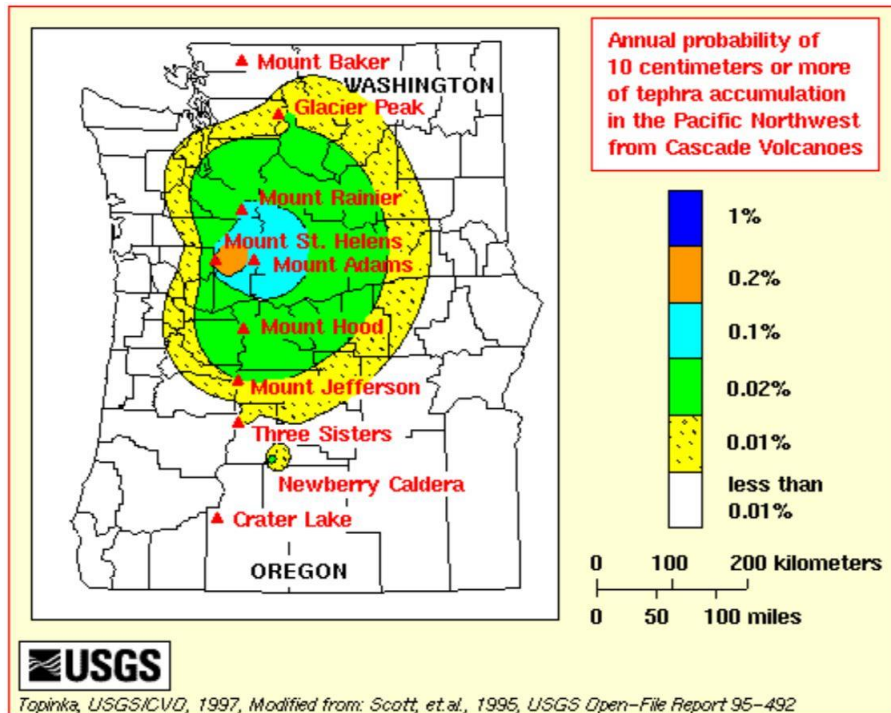 Annual probability of
10 centimeters or more
of tephra accumulation
in the Pacific Northwest
from Cascade Volcanoes
Mount Baker
WASHINGTON
Glacier Peak
Mount Rainier
Mount St. Helens
Mount Adams
Mount Hood
Mount Jefferson
Three Sisters
Newberry Caldera
Crater Lake
OREGON
1%
0.2%
0.1%
0.02%
0.01%
less than
0.01%
0 100 200 kilometers
0 50 100 miles
USGS
Topinka, USGS/CVO, 1997, Modified from: Scott, et.al., 1995, USGS Open-File Report 95-492